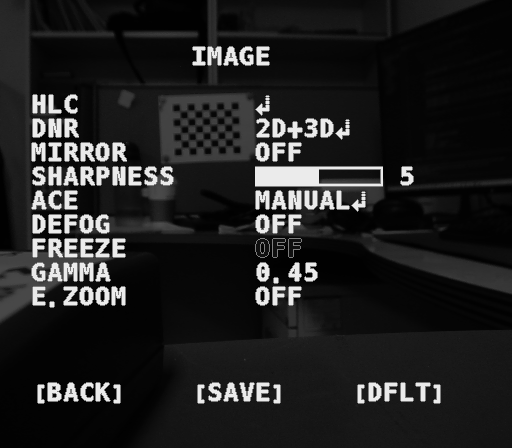 IMAGE
HLC ↲
DNR 2D+3D↲
MIRROR OFF
SHARPNESS 5
ACE MANUAL↲
DEFOG OFF
FREEZE OFF
GAMMA 0.45
E.ZOOM OFF
[BACK] [SAVE] [DFLT]